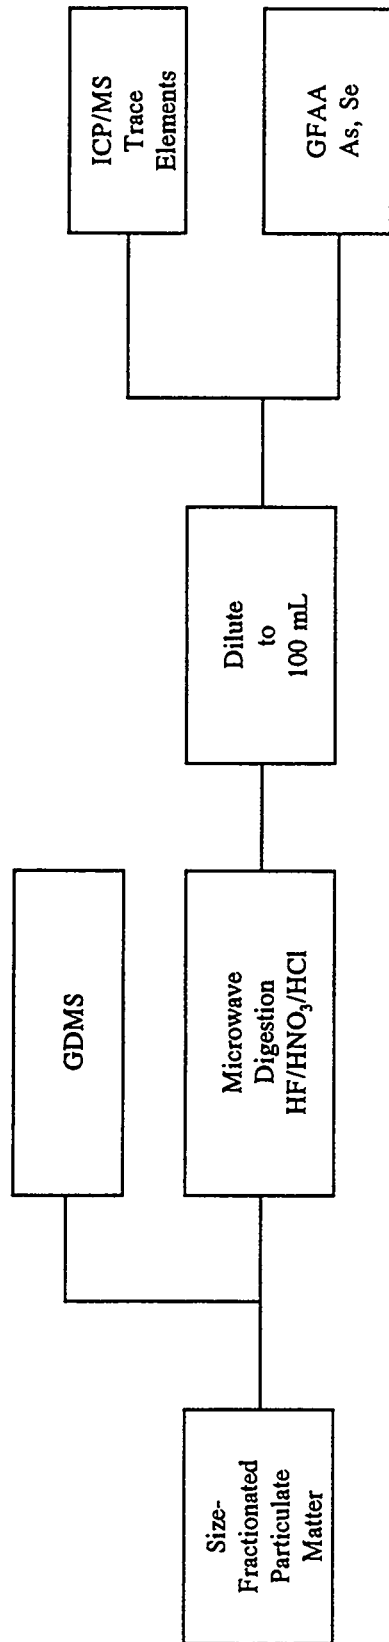 Size-
Fractionated
Particulate
Matter
GDMS
Microwave
Digestion
HF/HNO₃/HCl
Dilute
to
100 mL
ICP/MS
Trace
Elements
GFAA
As, Se